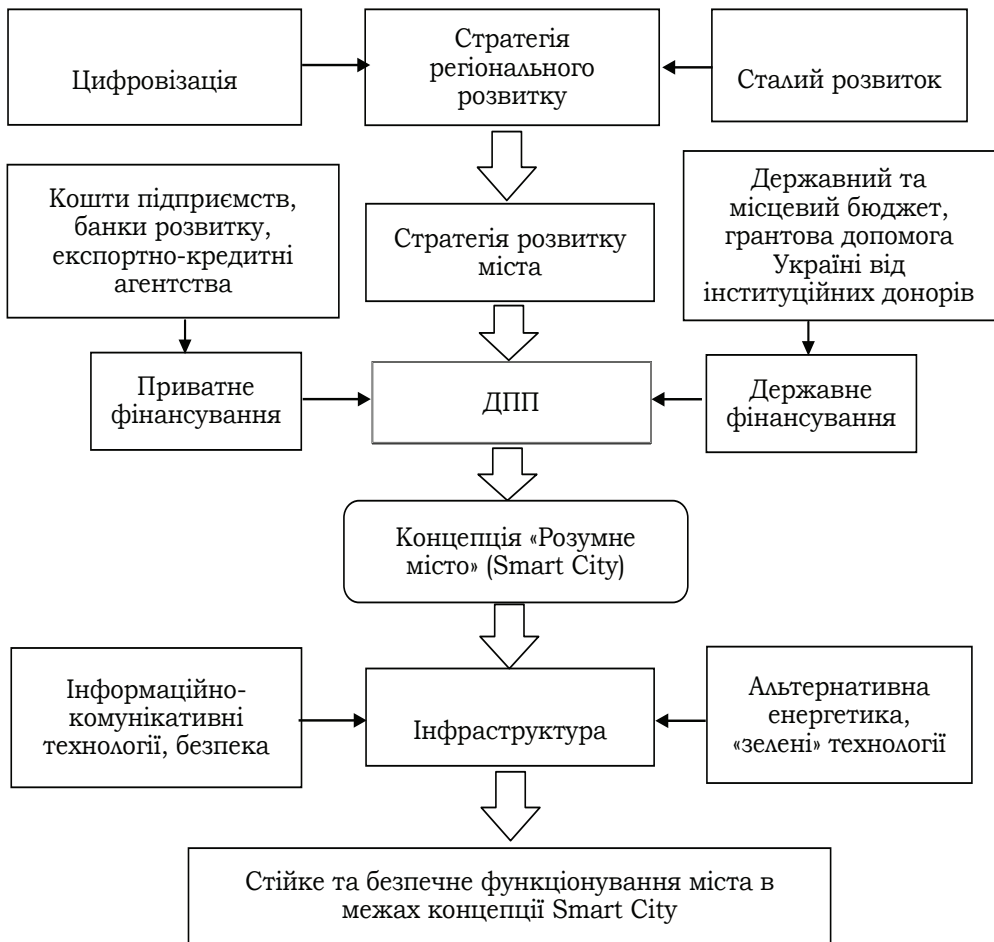 Цифровізація
Стратегія
регіонального
розвитку
Сталий розвиток
Кошти підприємств,
банки розвитку,
експортно-кредитні
агентства
Стратегія розвитку
міста
Державний та
місцевий бюджет,
грантова допомога
Україні від
інституційних донорів
Приватне
фінансування
ДПП
Державне
фінансування
Концепція «Розумне
місто» (Smart City)
Інформаційно-
комунікативні
технології, безпека
Інфраструктура
Альтернативна
енергетика,
«зелені» технології
Стійке та безпечне функціонування міста в
межах концепції Smart City